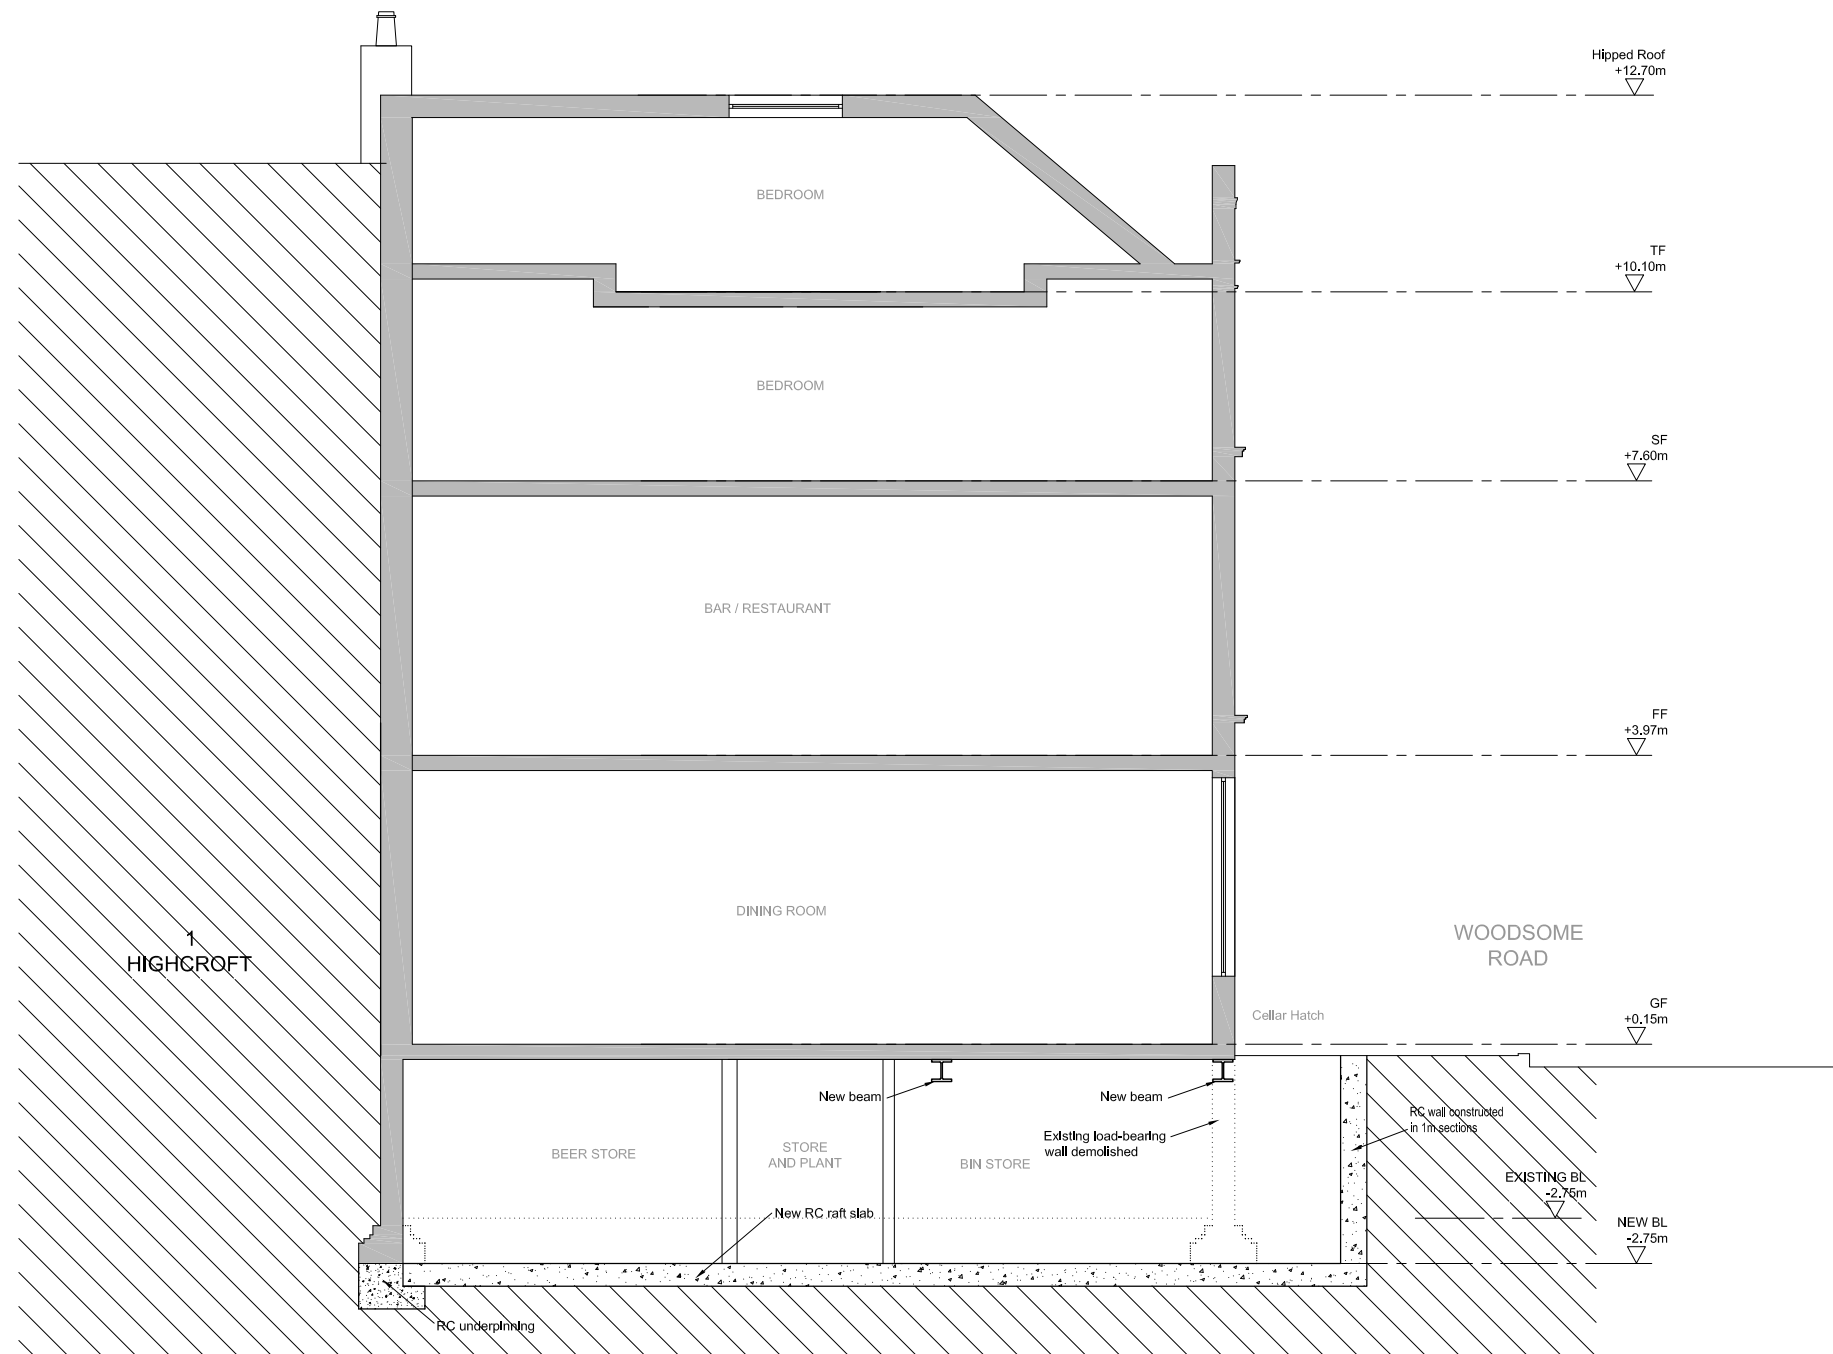 Hipped Roof
+12.70m
BEDROOM
TF
+10.10m
BEDROOM
SF
+7.60m
BAR / RESTAURANT
FF
+3.97m
DINING ROOM
1
HIGHCROFT
WOODSOME
ROAD
Cellar Hatch
GF
+0.15m
New beam
New beam
RC wall constructed
in 1m sections
Existing load-bearing
wall demolished
BEER STORE
STORE
AND PLANT
BIN STORE
EXISTING BL
-2.75m
New RC raft slab
NEW BL
-2.75m
RC underpinning